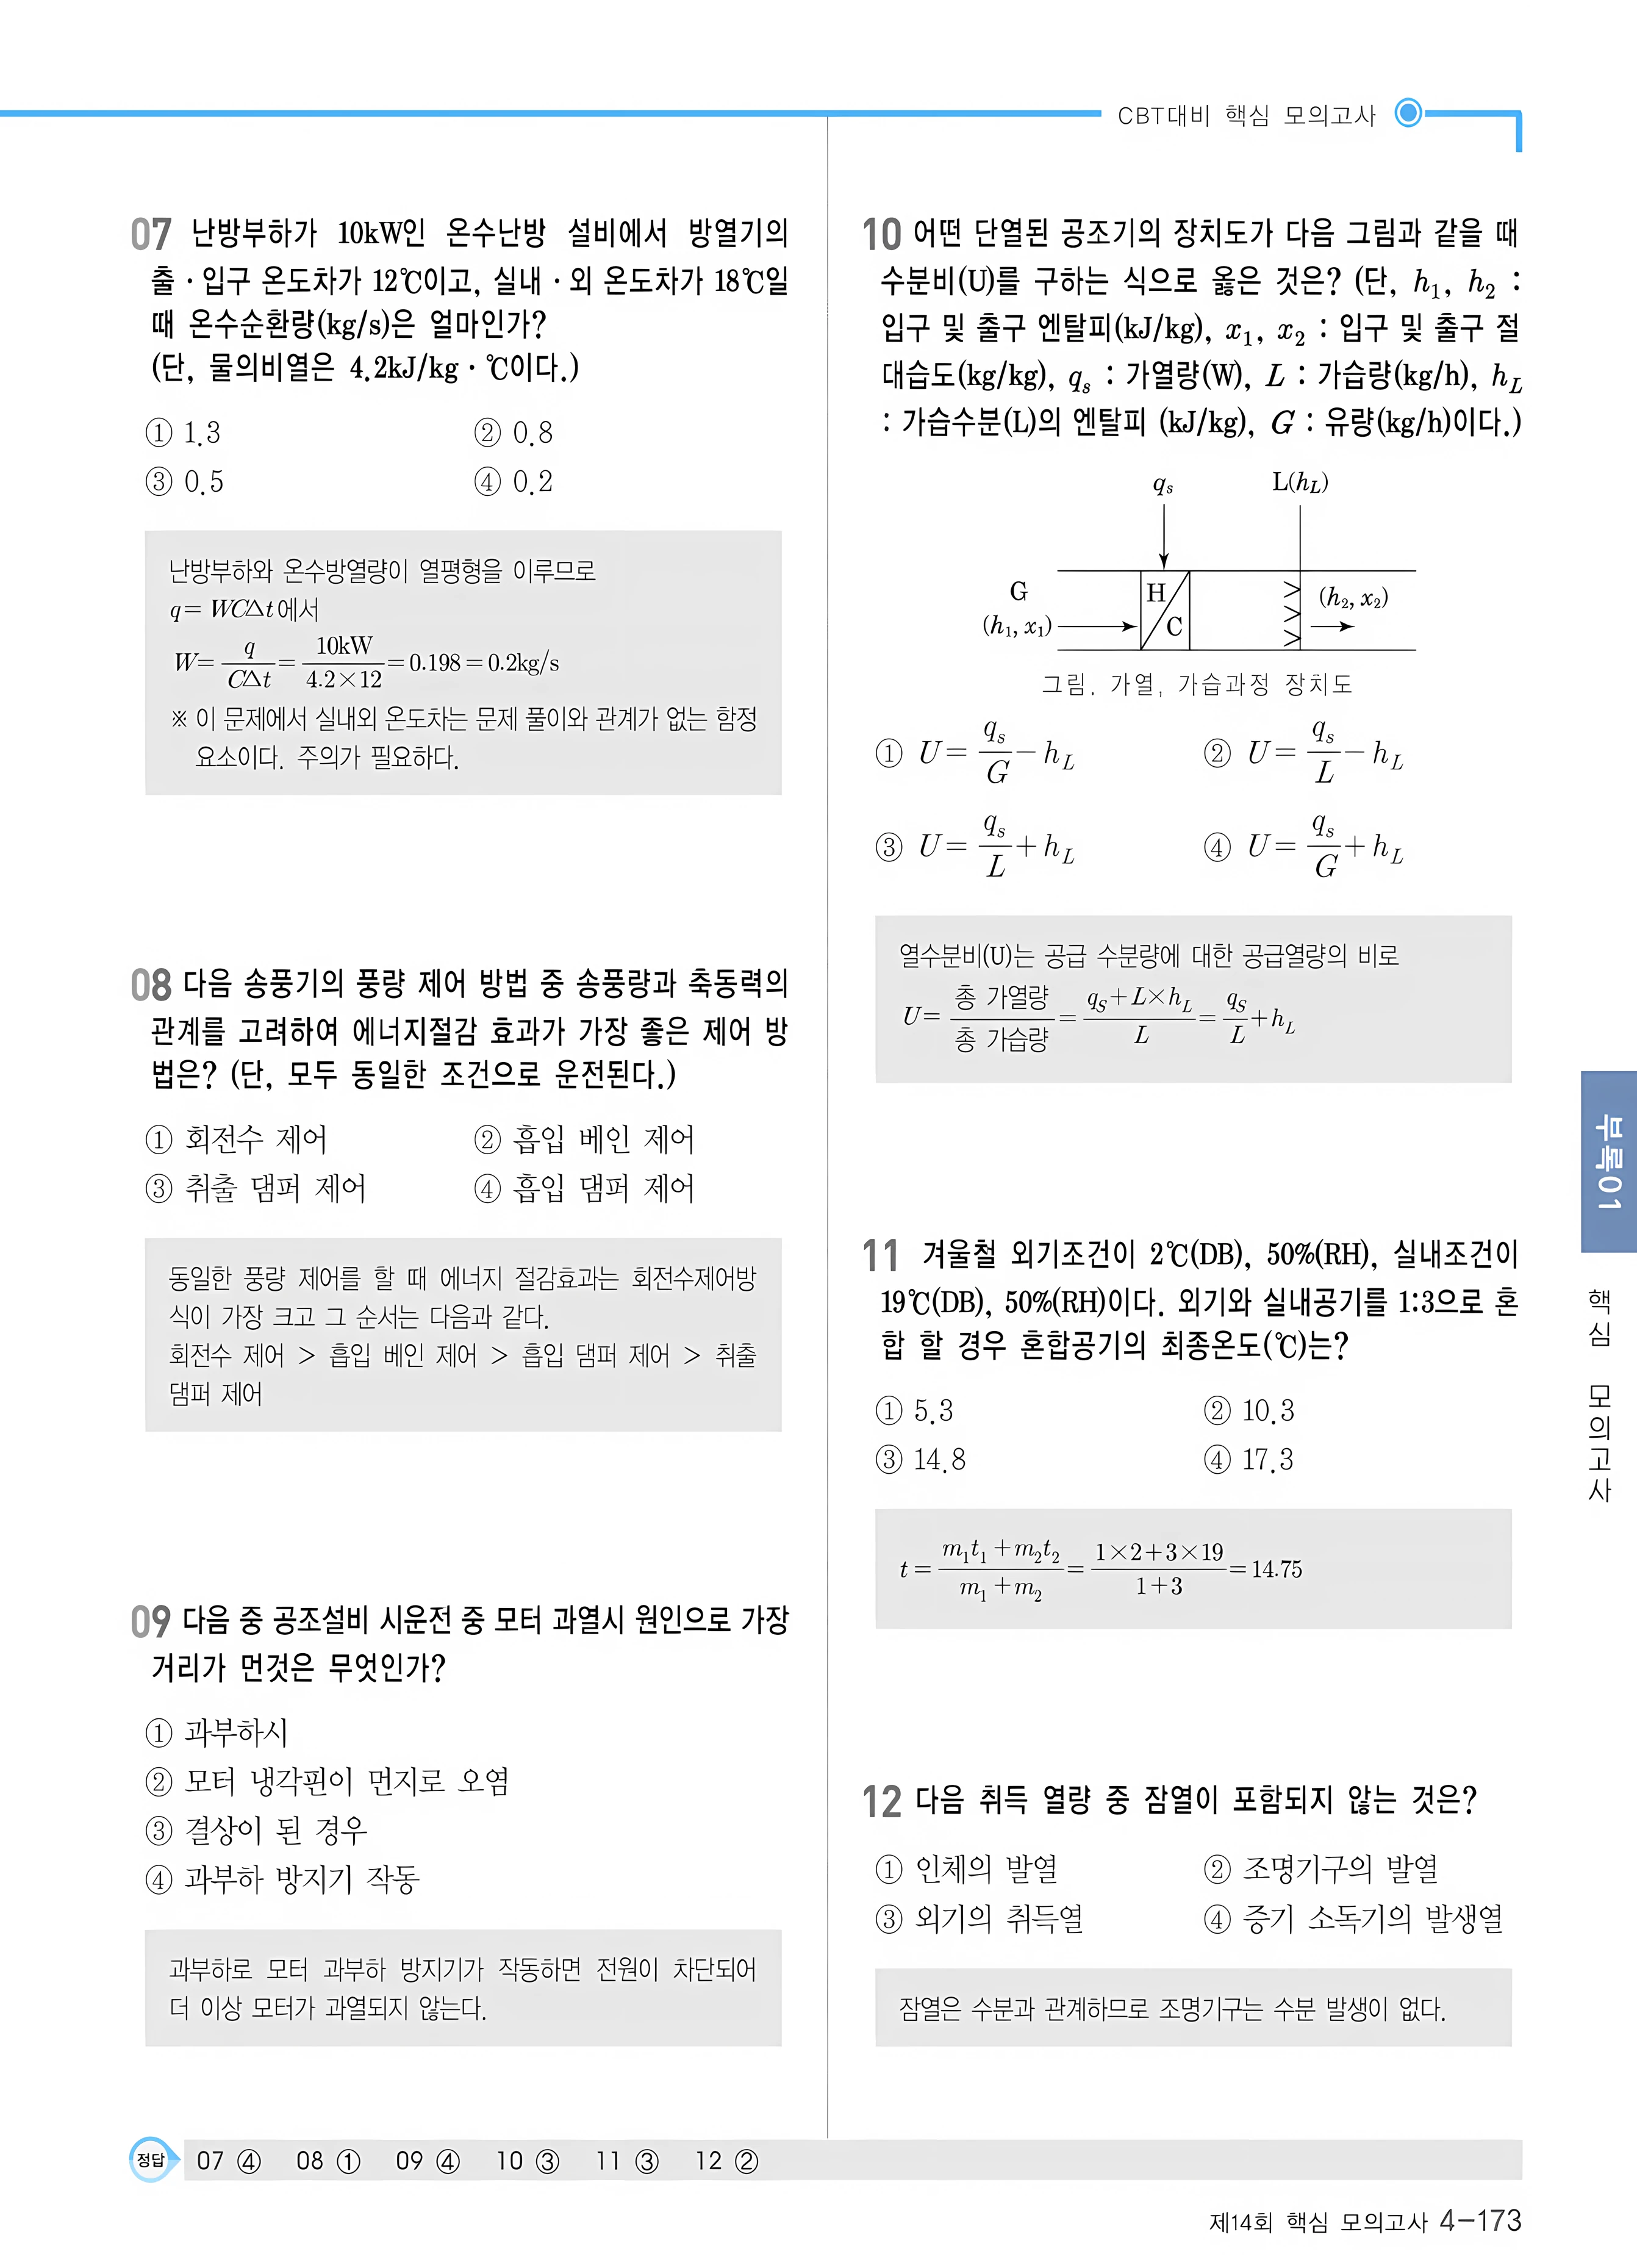 CBT대비 핵심 모의고사
07 난방부하가 10kW인 온수난방 설비에서 방열기의
출·입구 온도차가 12℃이고, 실내·외 온도차가 18℃일
때 온수순환량(kg/s)은 얼마인가?
(단, 물의비열은 4.2kJ/kg·℃이다.)
① 1.3 ② 0.8
③ 0.5 ④ 0.2
난방부하와 온수방열량이 열평형을 이루므로
q= WC△t에서
W= q/C△t = 10kW/4.2×12 = 0.198 = 0.2kg/s
※ 이 문제에서 실내외 온도차는 문제 풀이와 관계가 없는 함정
요소이다. 주의가 필요하다.
08 다음 송풍기의 풍량 제어 방법 중 송풍량과 축동력의
관계를 고려하여 에너지절감 효과가 가장 좋은 제어 방
법은? (단, 모두 동일한 조건으로 운전된다.)
① 회전수 제어 ② 흡입 베인 제어
③ 취출 댐퍼 제어 ④ 흡입 댐퍼 제어
동일한 풍량 제어를 할 때 에너지 절감효과는 회전수제어방
식이 가장 크고 그 순서는 다음과 같다.
회전수 제어 > 흡입 베인 제어 > 흡입 댐퍼 제어 > 취출
댐퍼 제어
09 다음 중 공조설비 시운전 중 모터 과열시 원인으로 가장
거리가 먼것은 무엇인가?
① 과부하시
② 모터 냉각핀이 먼지로 오염
③ 결상이 된 경우
④ 과부하 방지기 작동
과부하로 모터 과부하 방지기가 작동하면 전원이 차단되어
더 이상 모터가 과열되지 않는다.
10 어떤 단열된 공조기의 장치도가 다음 그림과 같을 때
수분비(U)를 구하는 식으로 옳은 것은? (단, h₁, h₂ :
입구 및 출구 엔탈피(kJ/kg), x₁, x₂ : 입구 및 출구 절
대습도(kg/kg), qₛ : 가열량(W), L : 가습량(kg/h), h_L
: 가습수분(L)의 엔탈피 (kJ/kg), G : 유량(kg/h)이다.)
qₛ L(h_L)
G H (h₂, x₂)
(h₁, x₁) C
그림. 가열, 가습과정 장치도
① U= qₛ/G − h_L ② U= qₛ/L − h_L
③ U= qₛ/L + h_L ④ U= qₛ/G + h_L
열수분비(U)는 공급 수분량에 대한 공급열량의 비로
U= 총 가열량/총 가습량 = q_S+L×h_L/L = q_S/L + h_L
11 겨울철 외기조건이 2℃(DB), 50%(RH), 실내조건이
19℃(DB), 50%(RH)이다. 외기와 실내공기를 1:3으로 혼
합 할 경우 혼합공기의 최종온도(℃)는?
① 5.3 ② 10.3
③ 14.8 ④ 17.3
t = m₁t₁+m₂t₂/m₁+m₂ = 1×2+3×19/1+3 = 14.75
12 다음 취득 열량 중 잠열이 포함되지 않는 것은?
① 인체의 발열 ② 조명기구의 발열
③ 외기의 취득열 ④ 증기 소독기의 발생열
잠열은 수분과 관계하므로 조명기구는 수분 발생이 없다.
부록01
핵심 모의고사
정답 07 ④ 08 ① 09 ④ 10 ③ 11 ③ 12 ②
제14회 핵심 모의고사 4-173